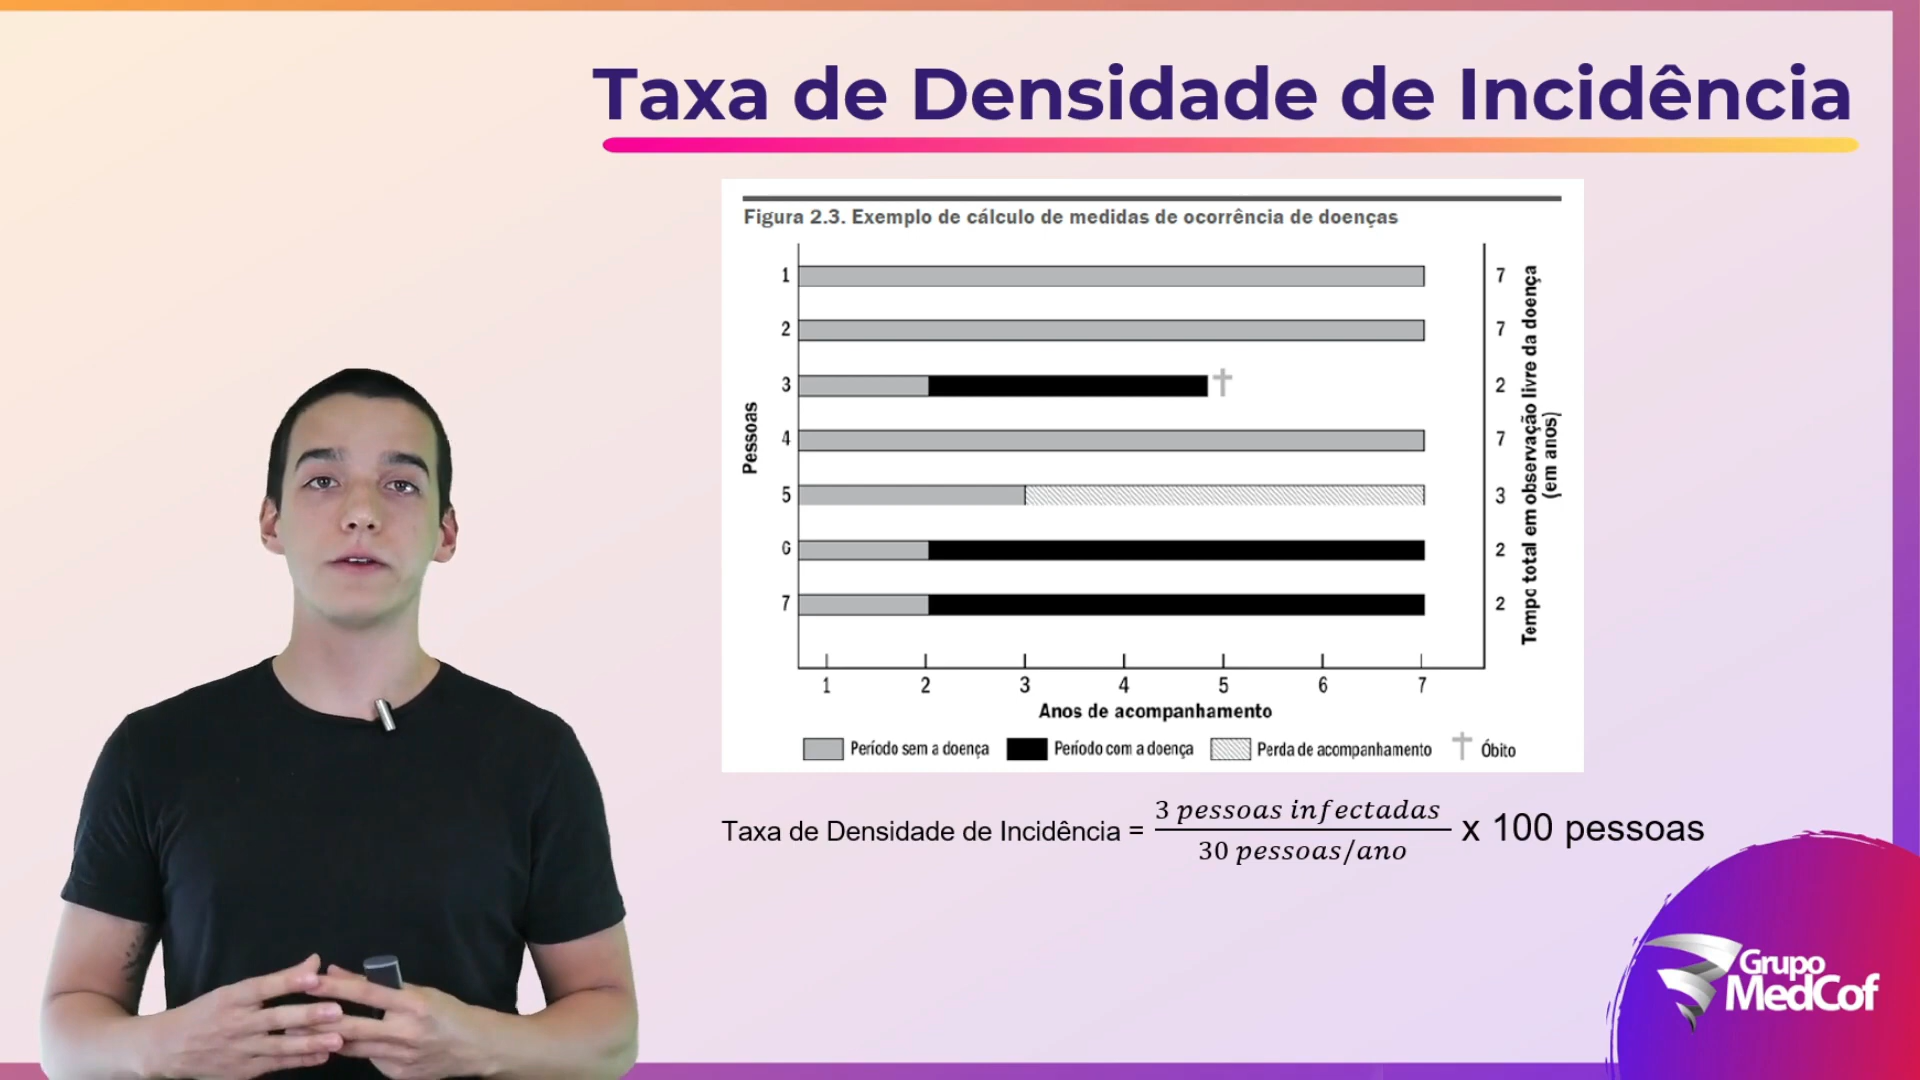 Taxa de Densidade de Incidência
Figura 2.3. Exemplo de cálculo de medidas de ocorrência de doenças
Pessoas
1
2
3
4
5
6
7
7
7
2
7
3
2
2
Tempo total em observação livre da doença
(em anos)
1 2 3 4 5 6 7
Anos de acompanhamento
Período sem a doença Período com a doença Perda de acompanhamento Óbito
Taxa de Densidade de Incidência = 3 pessoas infectadas / 30 pessoas/ano x 100 pessoas
Grupo
MedCof